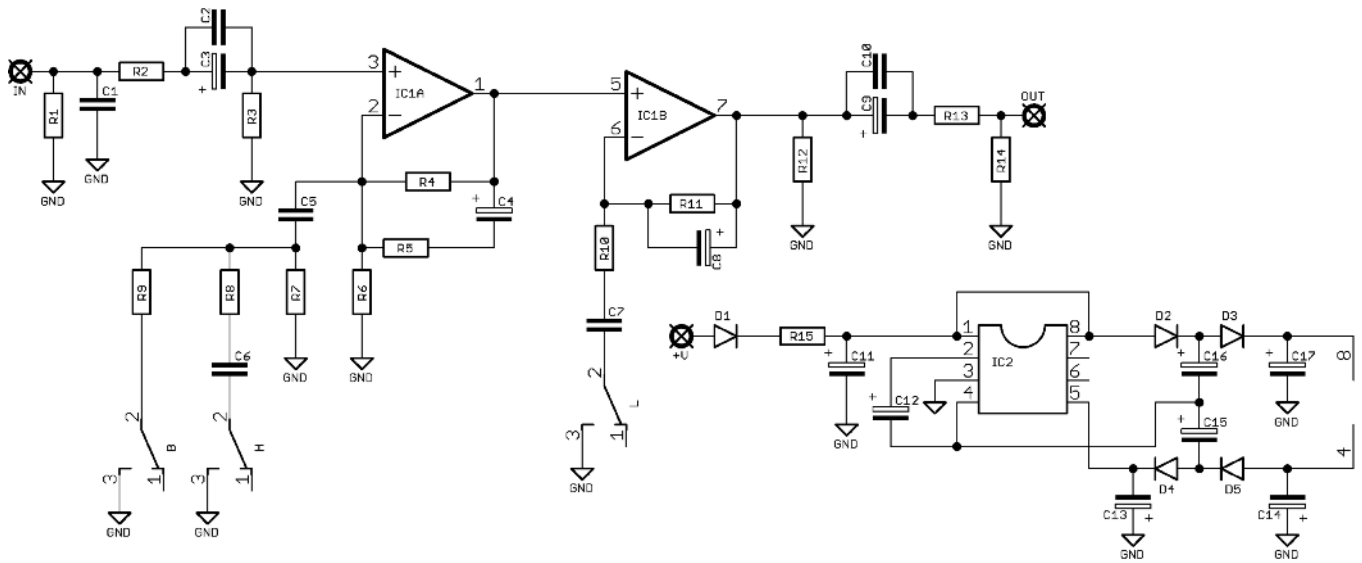 C2
C3
+
IN
R2
C1
R1
GND
GND
R3
GND
3
+
2
−
1
IC1A
R4
+
C4
C5
R5
R9
R8
R7
R6
C6
GND
GND
2
B
3
1
GND
2
H
3
1
GND
5
+
6
−
7
IC1B
R11
+
C8
R10
C7
2
L
3
1
GND
C10
C9
+
R12
GND
R13
OUT
R14
GND
+V
D1
R15
+
C11
GND
+
C12
1
2
3
4
IC2
8
7
6
5
D2
D3
+
C16
+
C17
GND
8
+
C15
D4
D5
4
C13
+
GND
C14
+
GND